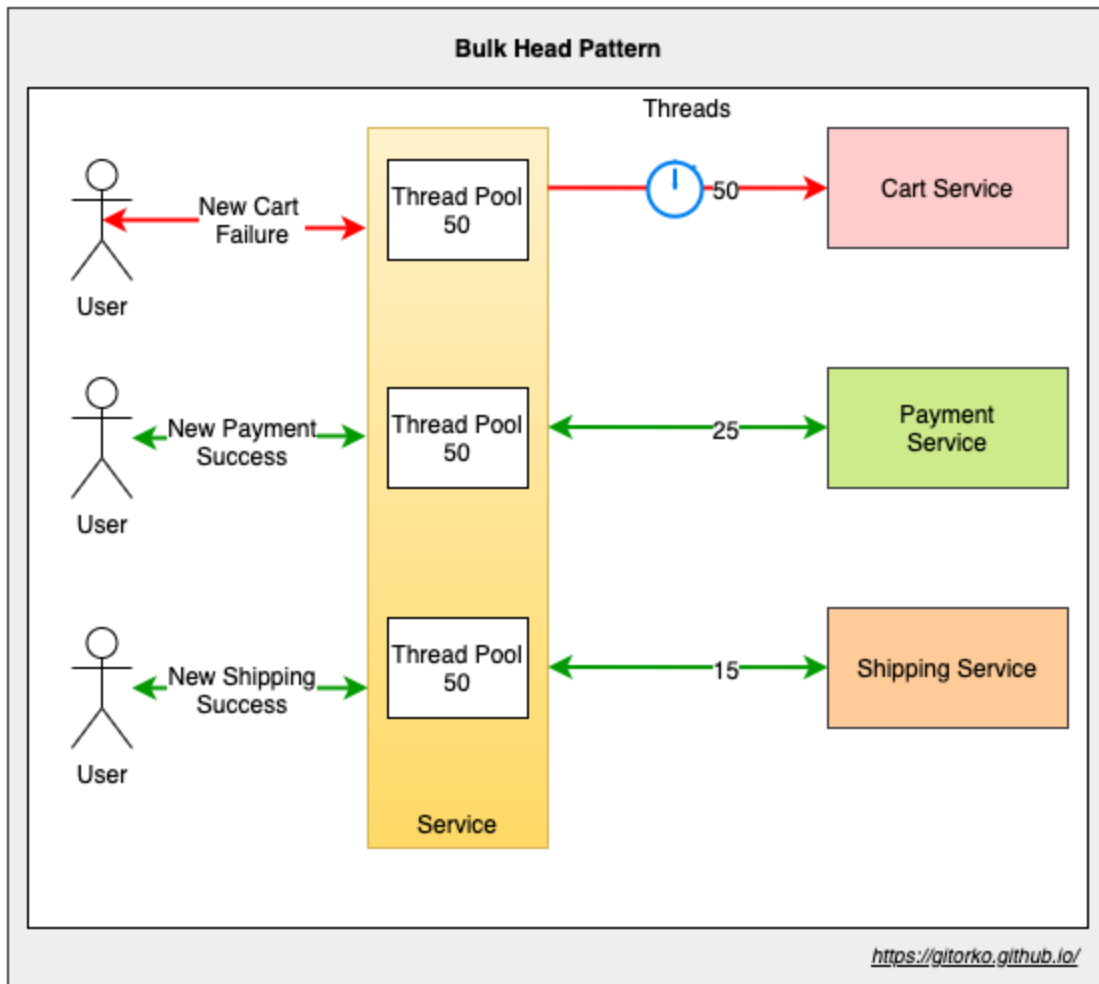 Bulk Head Pattern
Threads
New Cart
Failure
User
Thread Pool
50
50
Cart Service
New Payment
Success
User
Thread Pool
50
25
Payment
Service
New Shipping
Success
User
Thread Pool
50
15
Shipping Service
Service
https://gitorko.github.io/